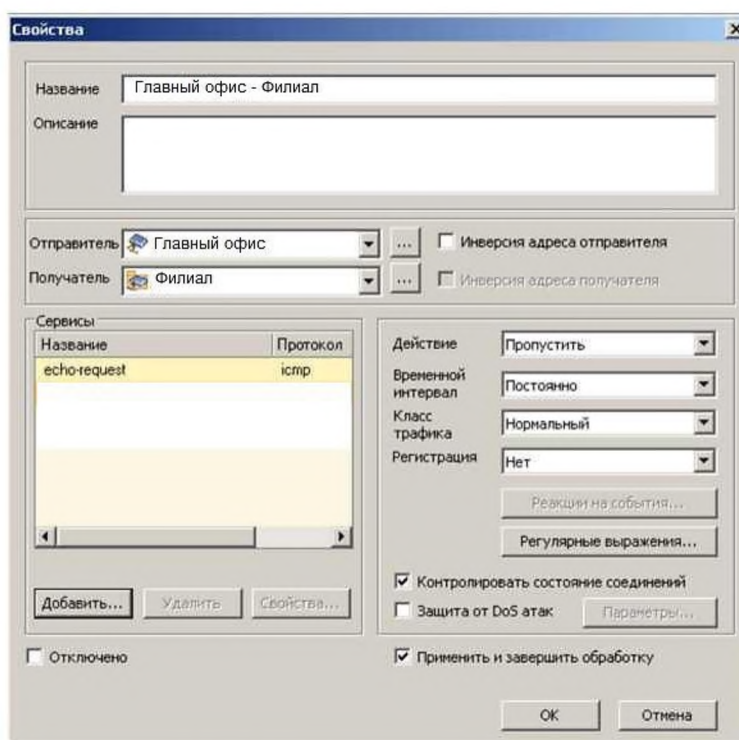 Свойства
Название Главный офис - Филиал
Описание
Отправитель Главный офис ... Инверсия адреса отправителя
Получатель Филиал ... Инверсия адреса получателя
Сервисы
Название Протокол
echo-request icmp
Добавить... Удалить Свойства...
Действие Пропустить
Временной
интервал Постоянно
Класс
трафика Нормальный
Регистрация Нет
Реакции на события...
Регулярные выражения...
Контролировать состояние соединений
Защита от DoS атак Параметры...
Отключено
Применить и завершить обработку
OK Отмена